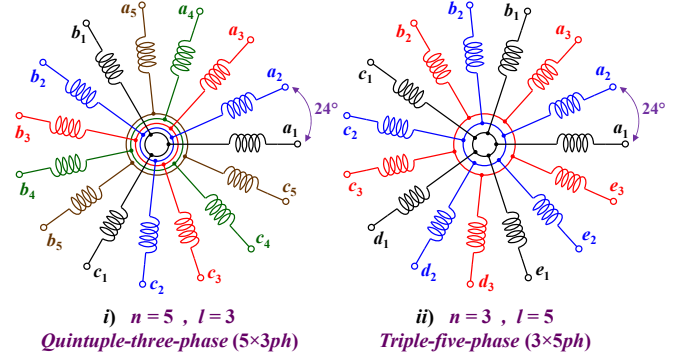 a5
a4
b1
a3
b2
a2
24°
b3
a1
b4
c5
b5
c4
c1
c2
c3
i) n = 5 , l = 3
Quintuple-three-phase (5×3ph)
b2
b1
b2
a3
c1
a2
24°
c2
a1
c3
e3
d1
e2
d2
d3
e1
ii) n = 3 , l = 5
Triple-five-phase (3×5ph)